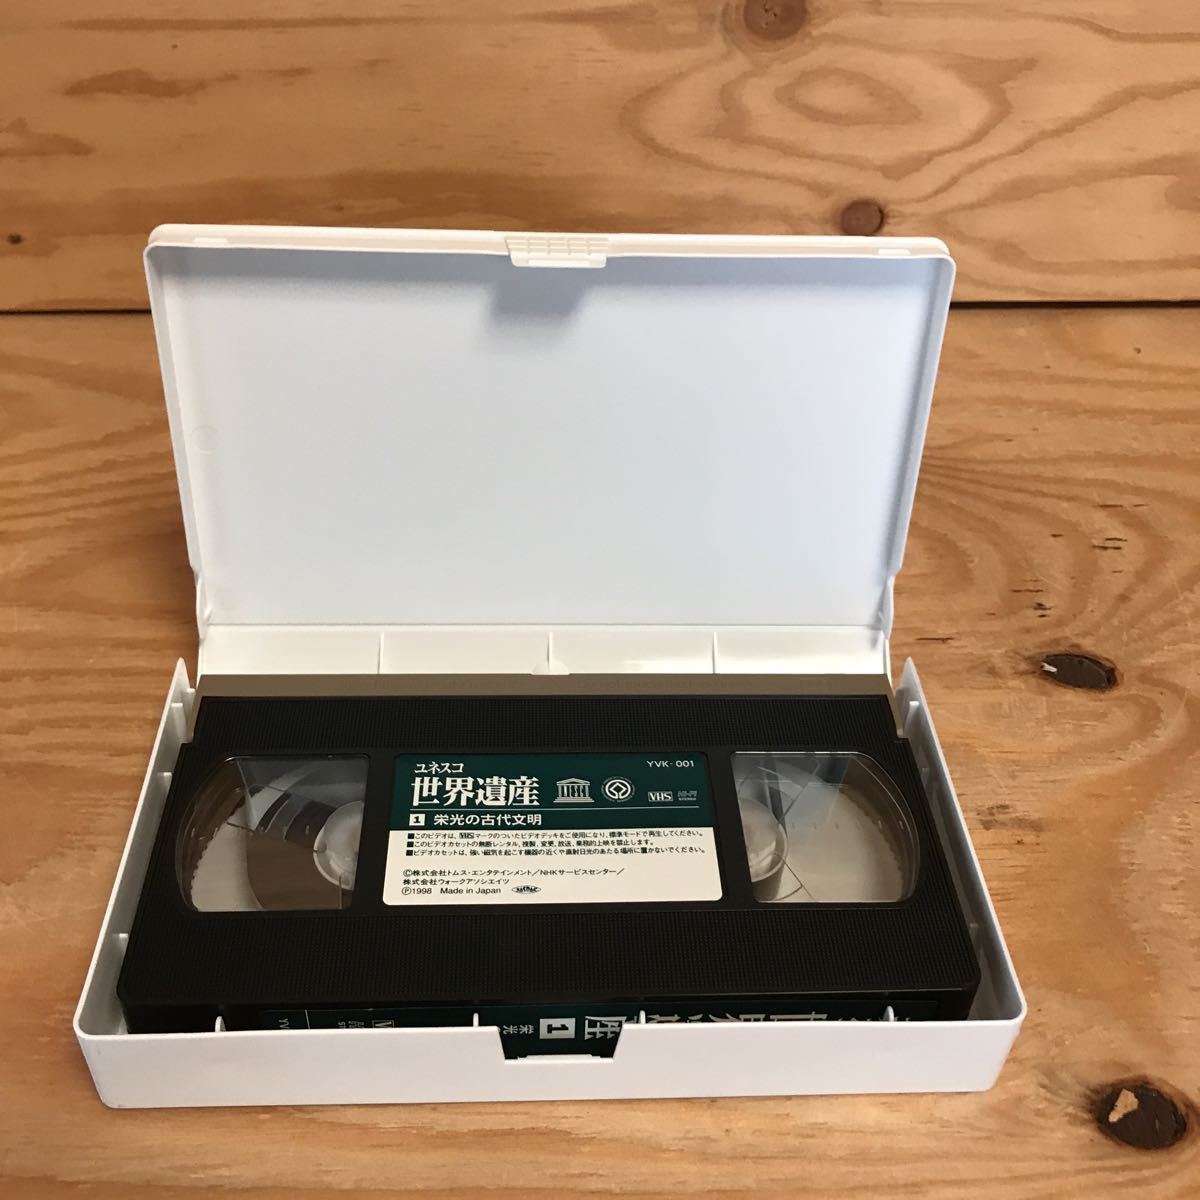 ユネスコ
世界遺産
YVK-001
VHS Hi-Fi STEREO
1 栄光の古代文明
■このビデオは、VHSマークのついたビデオデッキをご使用になり、標準モードで再生してください。
■このビデオカセットの無断レンタル、複製、変更、放送、業務的上映を禁止します。
■ビデオカセットは、強い磁気を起こす機器の近くや直射日光のあたる場所に置かないでください。
©株式会社トムス・エンタテインメント/NHKサービスセンター/
株式会社ウォークアソシエイツ
Ⓟ1998 Made in Japan
1 栄光